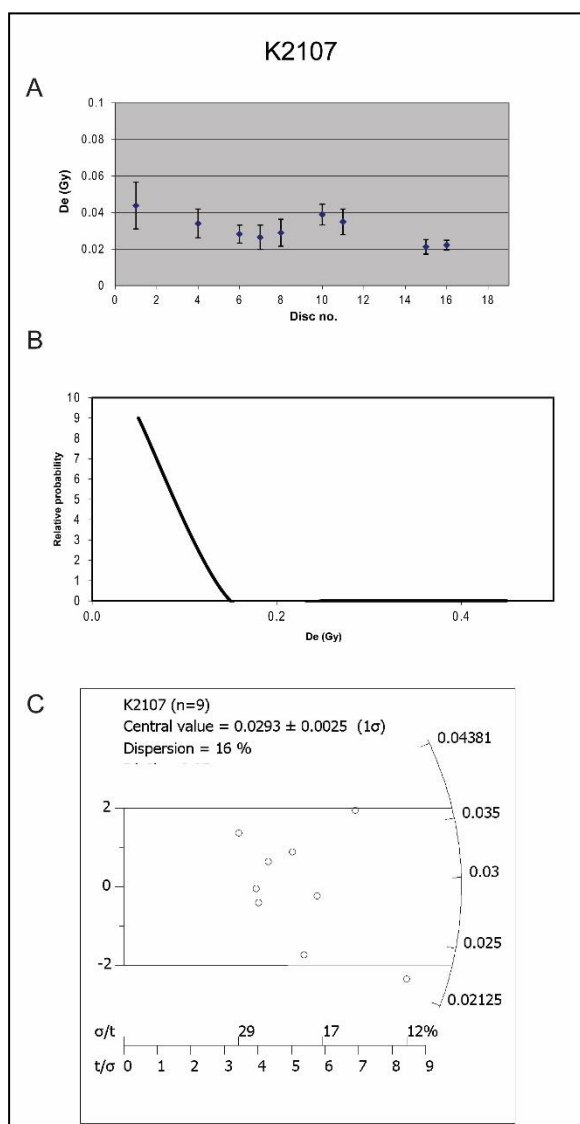 K2107
A
0.1
0.08
0.06
0.04
0.02
0
De (Gy)
0 2 4 6 8 10 12 14 16 18
Disc no.
B
10
9
8
7
6
5
4
3
2
1
0
Relative probability
0.0 0.2 0.4
De (Gy)
C
K2107 (n=9)
Central value = 0.0293 ± 0.0025 (1σ)
Dispersion = 16 %
0.04381
0.035
0.03
0.025
0.02125
2
0
-2
σ/t 29 17 12%
t/σ 0 1 2 3 4 5 6 7 8 9